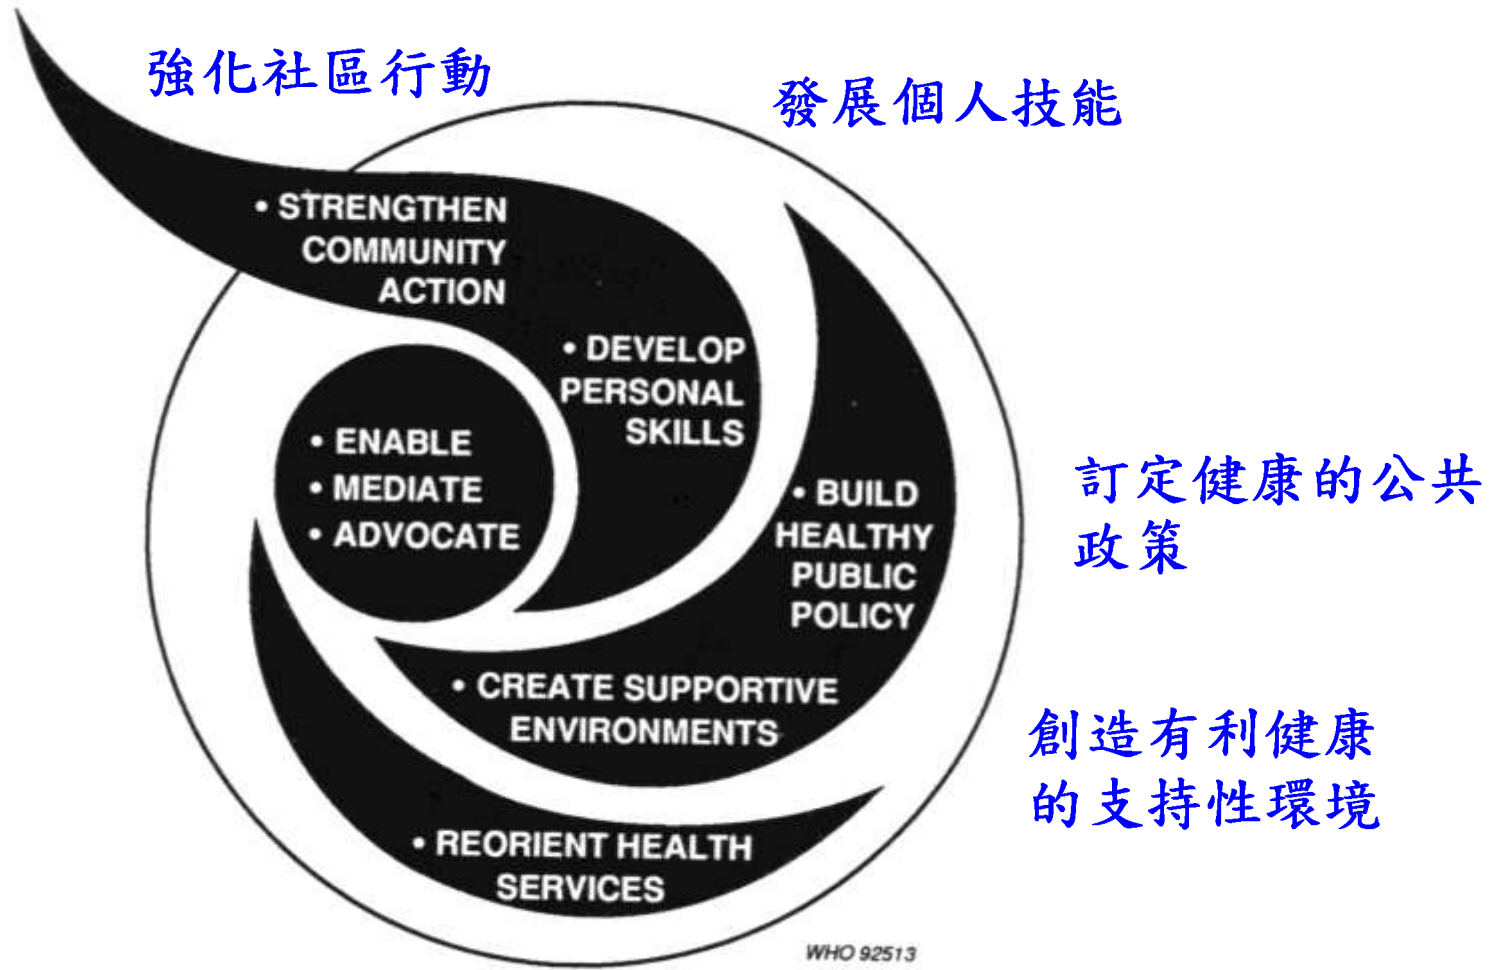 強化社區行動
發展個人技能
• STRENGTHEN
COMMUNITY
ACTION
• DEVELOP
PERSONAL
SKILLS
• ENABLE
• MEDIATE
• ADVOCATE
• BUILD
HEALTHY
PUBLIC
POLICY
訂定健康的公共
政策
• CREATE SUPPORTIVE
ENVIRONMENTS
創造有利健康
的支持性環境
• REORIENT HEALTH
SERVICES
WHO 92513